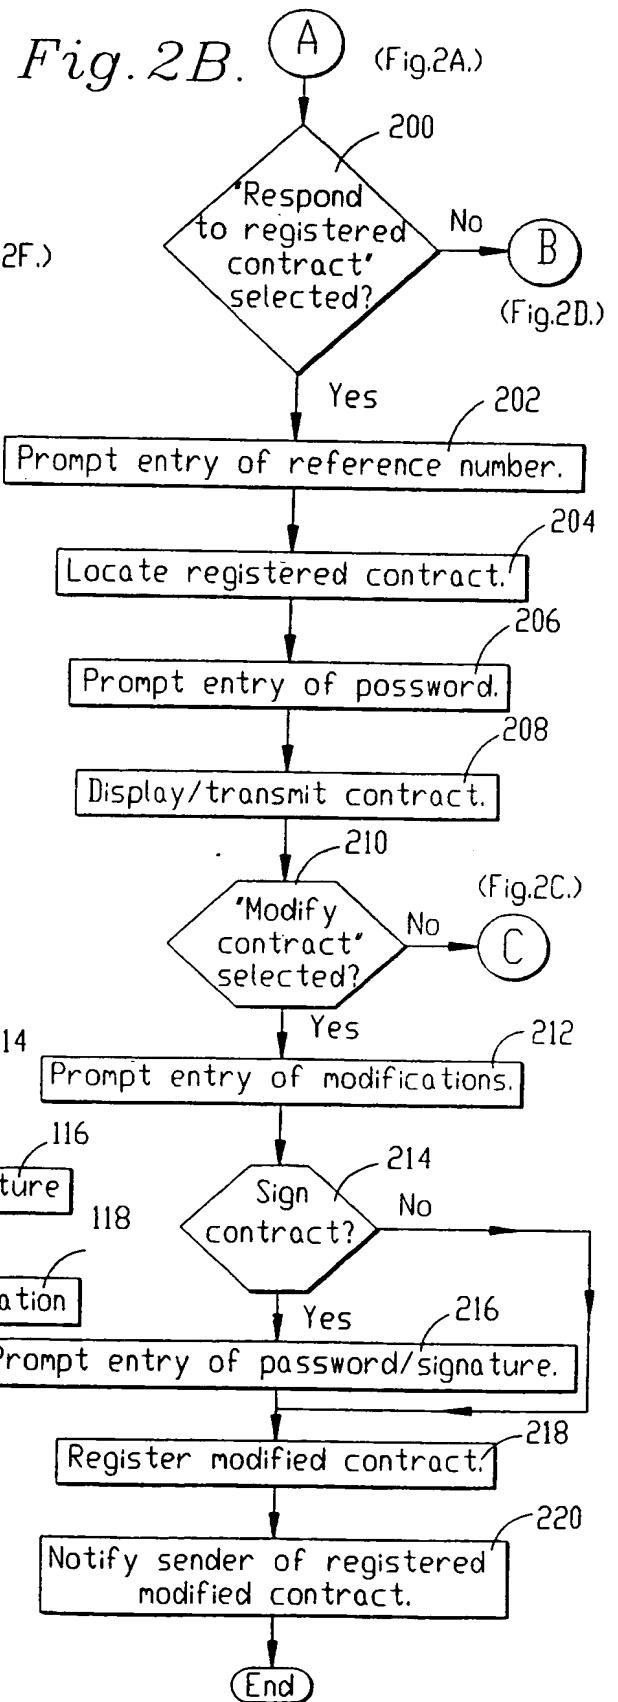 Fig. 2B.
A
(Fig.2A.)
200
"Respond
to registered
contract"
selected?
No
B
(Fig.2D.)
2F.)
Yes
202
Prompt entry of reference number.
204
Locate registered contract.
206
Prompt entry of possword.
208
Display/transmit contract.
210
"Modify
contract"
selected?
No
(Fig.2C.)
C
Yes
14
212
Prompt entry of modifications.
116
ture
118
ation
214
Sign
contract?
No
Yes
216
Prompt entry of password/signature.
218
Register modified contract.
220
Notify sender of registered
modified contract.
End